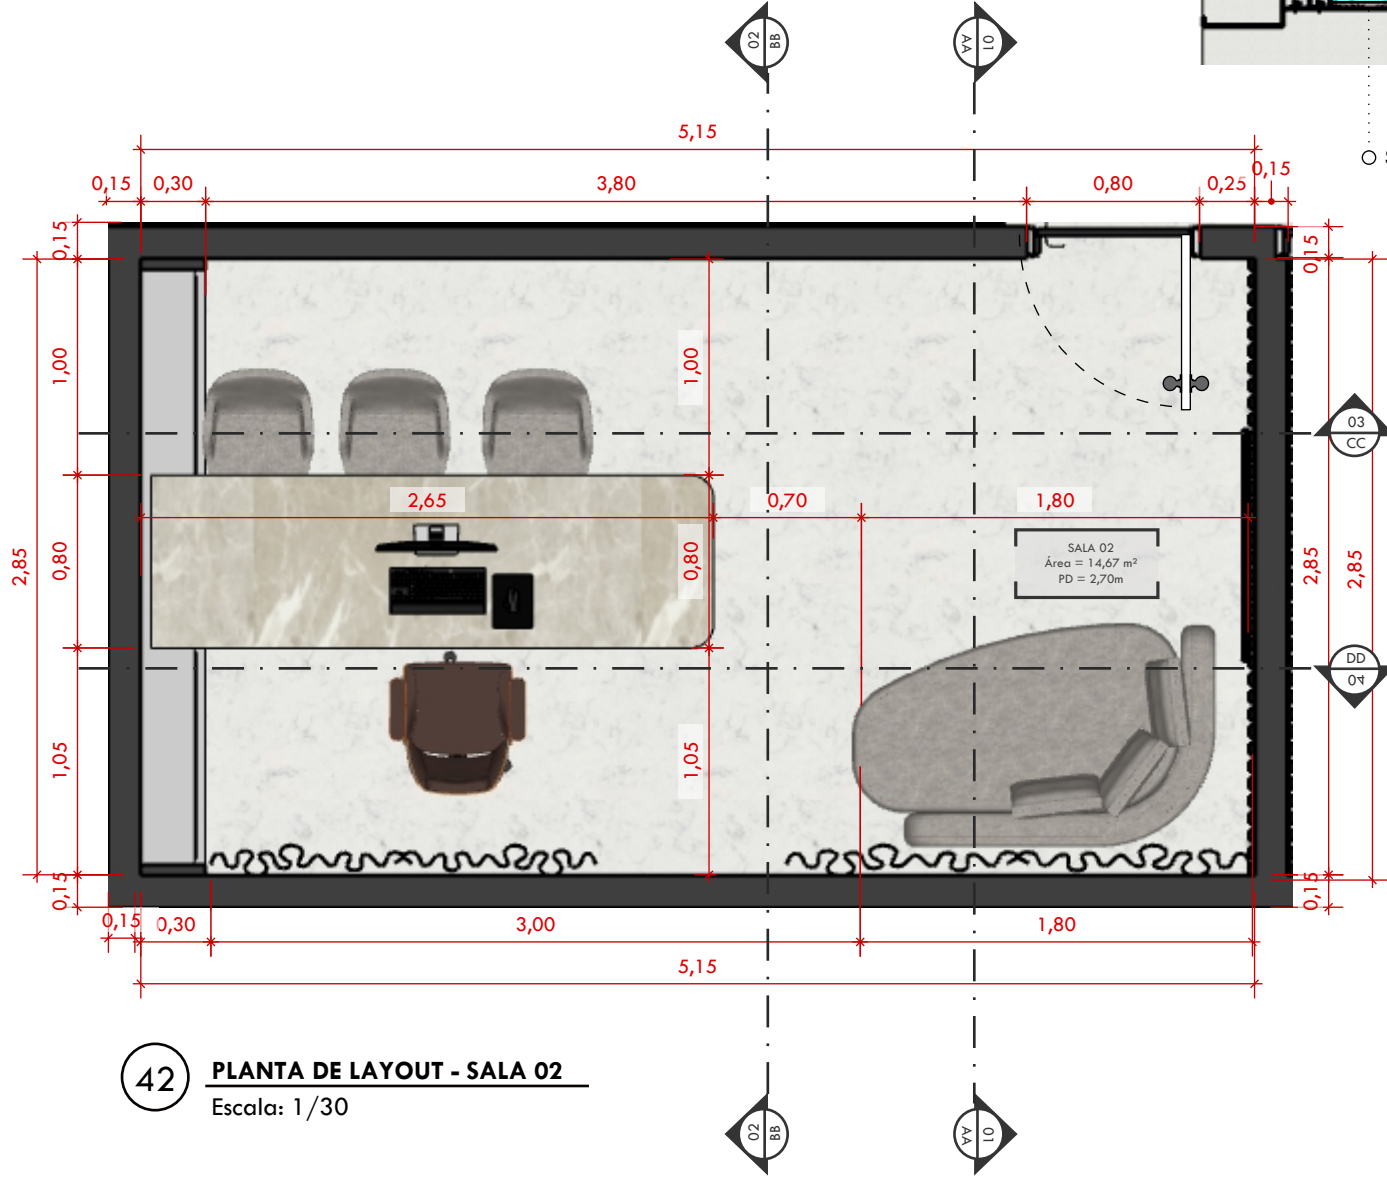 02
BB
01
AA
S
5,15
0,15
0,15
0,30
3,80
0,80
0,25
0,15
0,15
1,00
1,00
03
CC
2,65
0,70
1,80
2,85
0,80
0,80
SALA 02
Área = 14,67 m²
PD = 2,70m
2,85
2,85
DD
04
1,05
1,05
0,15
0,15
0,15
0,30
3,00
1,80
5,15
42
PLANTA DE LAYOUT - SALA 02
Escala: 1/30
02
BB
01
AA